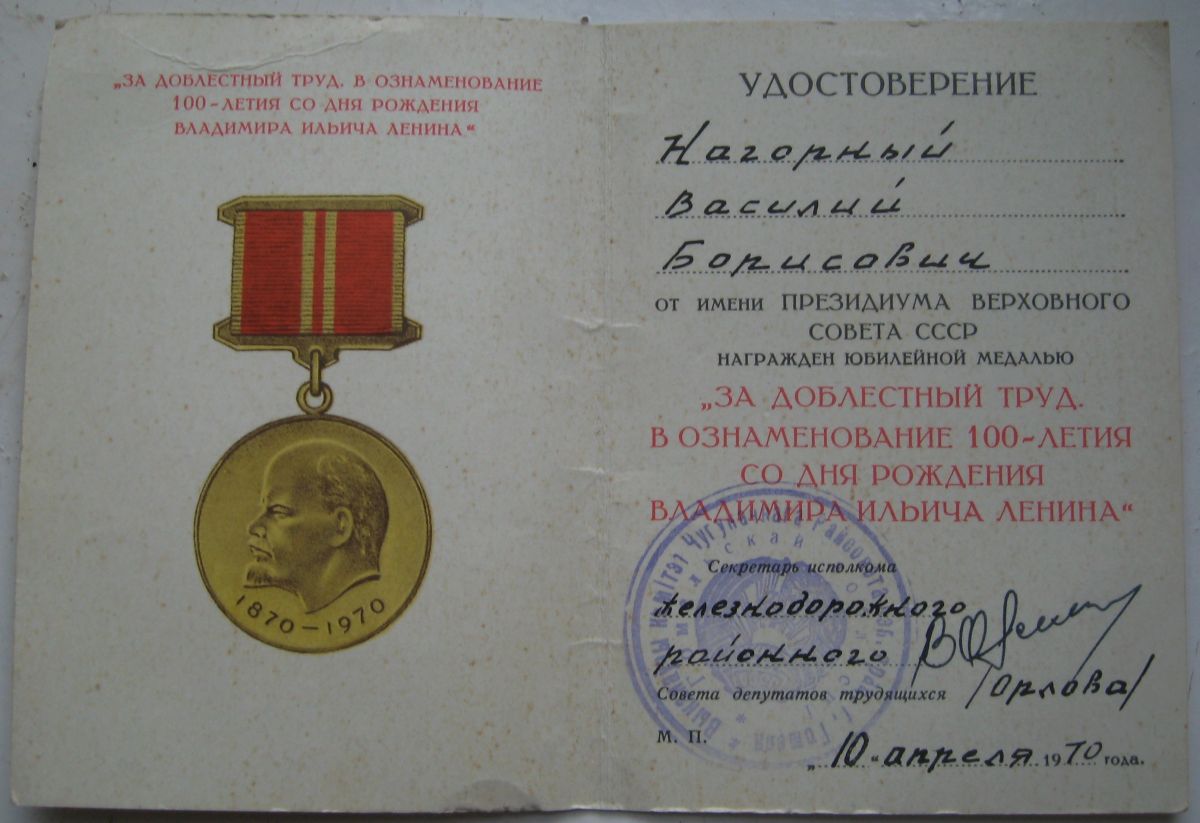 „ЗА ДОБЛЕСТНЫЙ ТРУД. В ОЗНАМЕНОВАНИЕ
100-ЛЕТИЯ СО ДНЯ РОЖДЕНИЯ
ВЛАДИМИРА ИЛЬИЧА ЛЕНИНА“
1870–1970
УДОСТОВЕРЕНИЕ
Нагорный
Василий
Борисович
ОТ ИМЕНИ ПРЕЗИДИУМА ВЕРХОВНОГО
СОВЕТА СССР
НАГРАЖДЕН ЮБИЛЕЙНОЙ МЕДАЛЬЮ
„ЗА ДОБЛЕСТНЫЙ ТРУД.
В ОЗНАМЕНОВАНИЕ 100-ЛЕТИЯ
СО ДНЯ РОЖДЕНИЯ
ВЛАДИМИРА ИЛЬИЧА ЛЕНИНА“
Секретарь исполкома
железнодорожного
районного
Совета депутатов трудящихся /Орлова/
М. П.
„10“ апреля 1970 года.